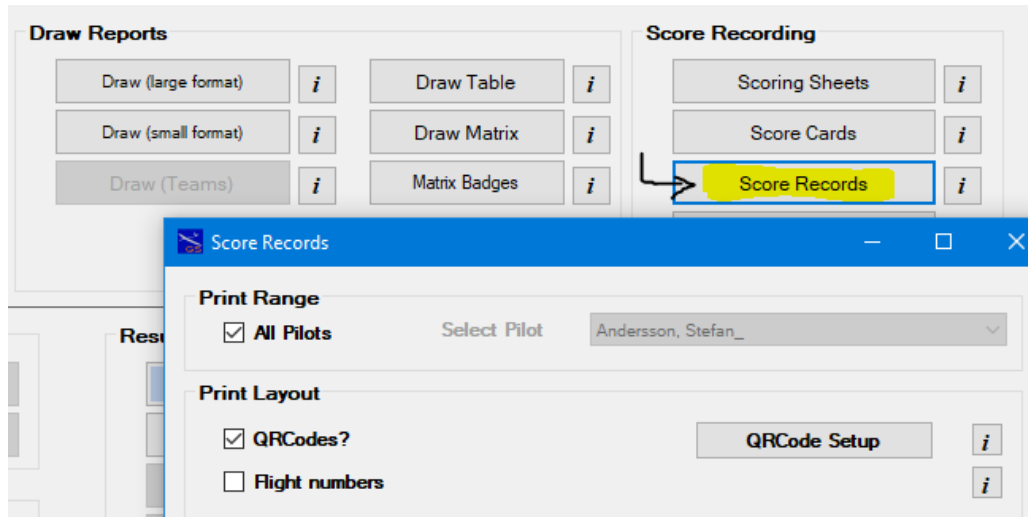 Draw Reports
Score Recording
Draw (large format) i Draw Table i Scoring Sheets i
Draw (small format) i Draw Matrix i Score Cards i
Draw (Teams) i Matrix Badges i Score Records i
GS Score Records
Print Range
All Pilots Select Pilot Andersson, Stefan_
Print Layout
QRCodes? QRCode Setup i
Flight numbers i